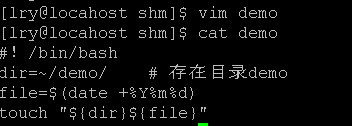 [lry@locahost shm]$ vim demo
[lry@locahost shm]$ cat demo
#! /bin/bash
dir=~/demo/    # 存在目录demo
file=$(date +%Y%m%d)
touch "${dir}${file}"